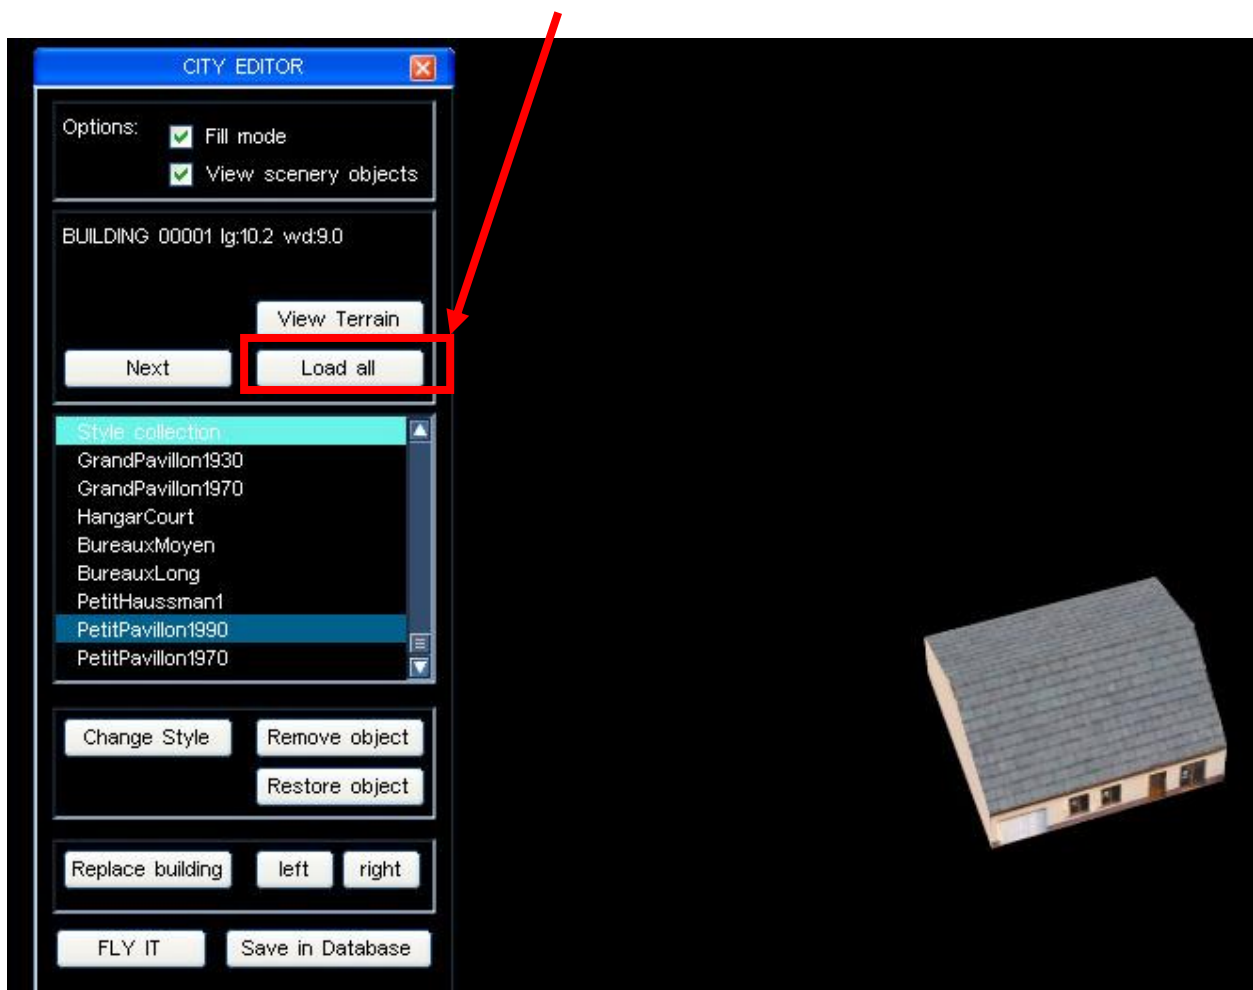 CITY EDITOR
Options:
Fill mode
View scenery objects
BUILDING 00001 lg:10.2 wd:9.0
View Terrain
Next
Load all
Style collection
GrandPavillon1930
GrandPavillon1970
HangarCourt
BureauxMoyen
BureauxLong
PetitHaussman1
PetitPavillon1990
PetitPavillon1970
Change Style
Remove object
Restore object
Replace building
left
right
FLY IT
Save in Database